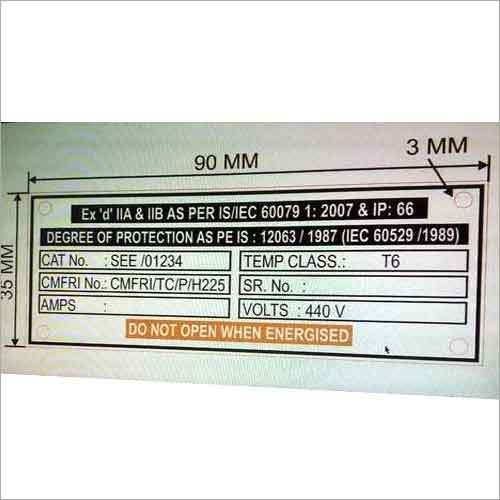 90 MM
3 MM
35 MM
Ex 'd' IIA & IIB AS PER IS/IEC 60079 1: 2007 & IP: 66
DEGREE OF PROTECTION AS PE IS : 12063 / 1987 (IEC 60529 /1989)
CAT No. : SEE /01234
TEMP CLASS.: T6
CMFRI No.: CMFRI/TC/P/H225
SR. No. :
AMPS :
VOLTS : 440 V
DO NOT OPEN WHEN ENERGISED